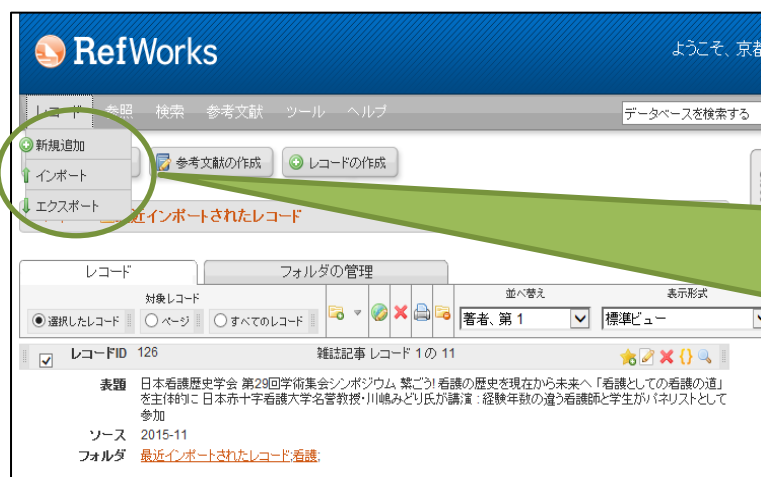 RefWorks
ようこそ、京都
レコード 参照 検索 参考文献 ツール ヘルプ
データベースを検索する
新規追加
インポート
エクスポート
参考文献の作成
レコードの作成
近インポートされたレコード
レコード
フォルダの管理
対象レコード
並べ替え
表示形式
選択したレコード
ページ
すべてのレコード
著者、第 1
標準ビュー
レコードID 126
雑誌記事 レコード 1 の 11
表題 日本看護歴史学会 第29回学術集会シンポジウム 繋ごう!看護の歴史を現在から未来へ 「看護としての看護の道」
を主体的に 日本赤十字看護大学名誉教授・川嶋みどり氏が講演 : 経験年数の違う看護師と学生がパネリストとして
参加
ソース 2015-11
フォルダ 最近インポートされたレコード;看護;